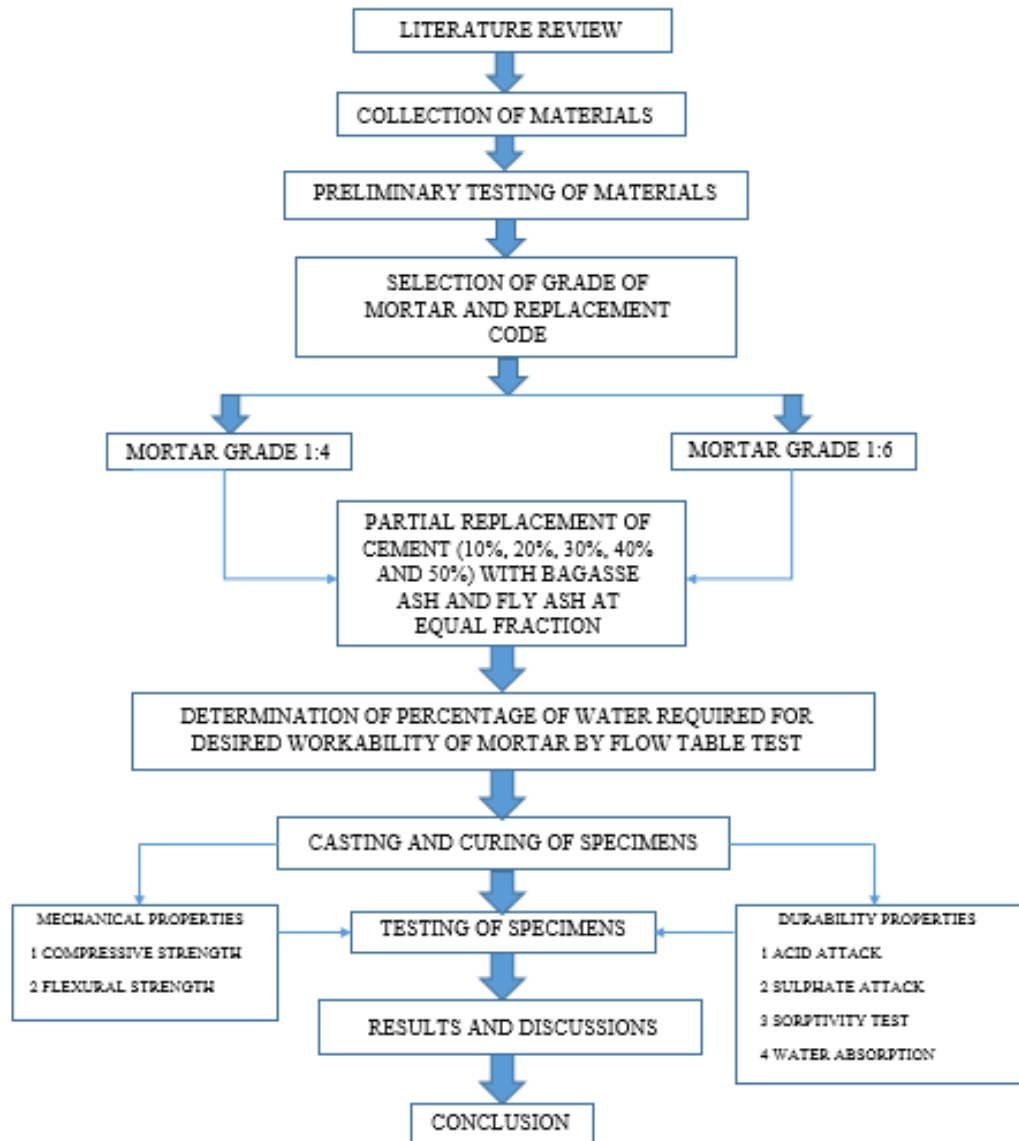 LITERATURE REVIEW
COLLECTION OF MATERIALS
PRELIMINARY TESTING OF MATERIALS
SELECTION OF GRADE OF
MORTAR AND REPLACEMENT
CODE
MORTAR GRADE 1:4
MORTAR GRADE 1:6
PARTIAL REPLACEMENT OF
CEMENT (10%, 20%, 30%, 40%
AND 50%) WITH BAGASSE
ASH AND FLY ASH AT
EQUAL FRACTION
DETERMINATION OF PERCENTAGE OF WATER REQUIRED FOR
DESIRED WORKABILITY OF MORTAR BY FLOW TABLE TEST
CASTING AND CURING OF SPECIMENS
MECHANICAL PROPERTIES
1 COMPRESSIVE STRENGTH
2 FLEXURAL STRENGTH
TESTING OF SPECIMENS
DURABILITY PROPERTIES
1 ACID ATTACK
2 SULPHATE ATTACK
3 SORPTIVITY TEST
4 WATER ABSORPTION
RESULTS AND DISCUSSIONS
CONCLUSION